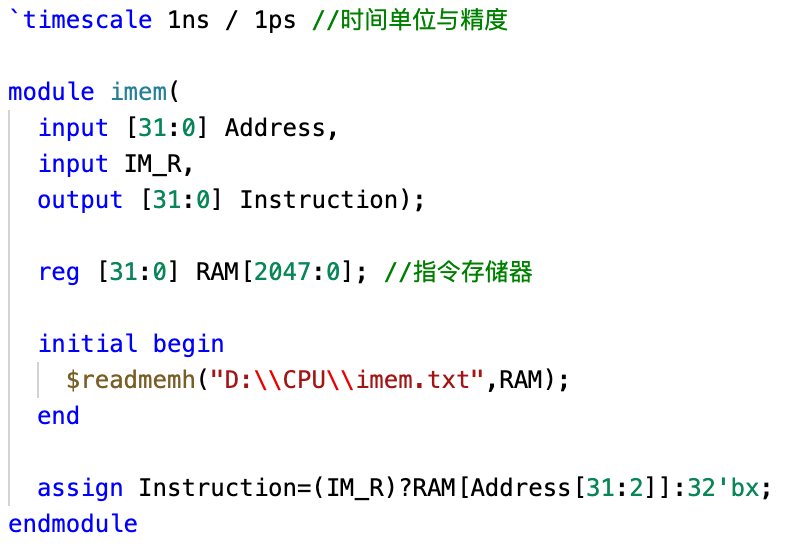 `timescale 1ns / 1ps //时间单位与精度
module imem(
input [31:0] Address,
input IM_R,
output [31:0] Instruction);
reg [31:0] RAM[2047:0]; //指令存储器
initial begin
$readmemh("D:\\CPU\\imem.txt",RAM);
end
assign Instruction=(IM_R)?RAM[Address[31:2]]:32'bx;
endmodule